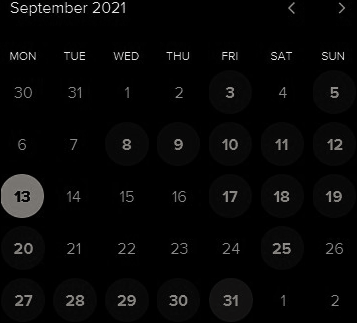 September 2021 < >
MON TUE WED THU FRI SAT SUN
30 31 1 2 3 4 5
6 7 8 9 10 11 12
13 14 15 16 17 18 19
20 21 22 23 24 25 26
27 28 29 30 31 1 2